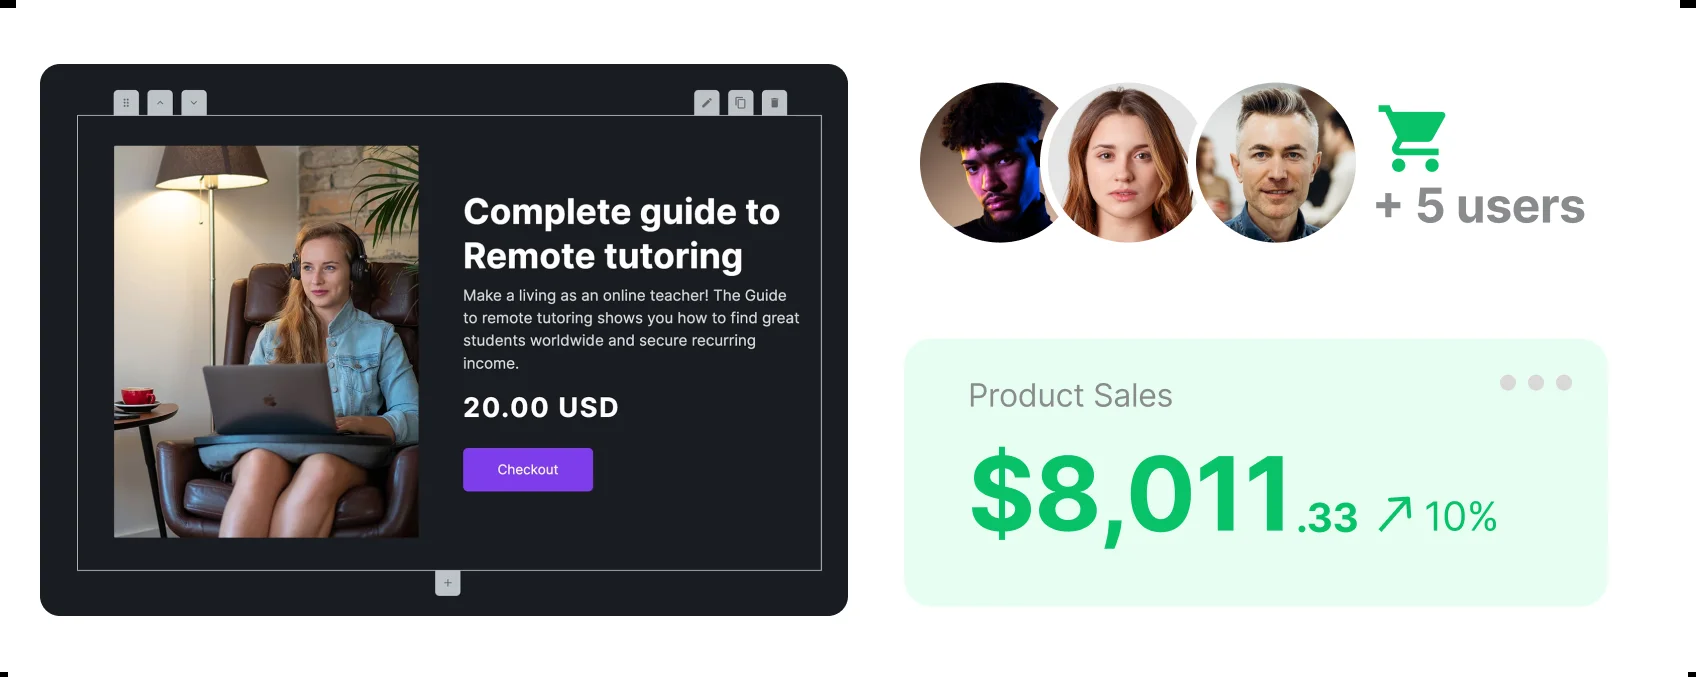 Complete guide to
Remote tutoring
Make a living as an online teacher! The Guide
to remote tutoring shows you how to find great
students worldwide and secure recurring
income.
20.00 USD
Checkout
+ 5 users
Product Sales
$8,011.33 ↗ 10%